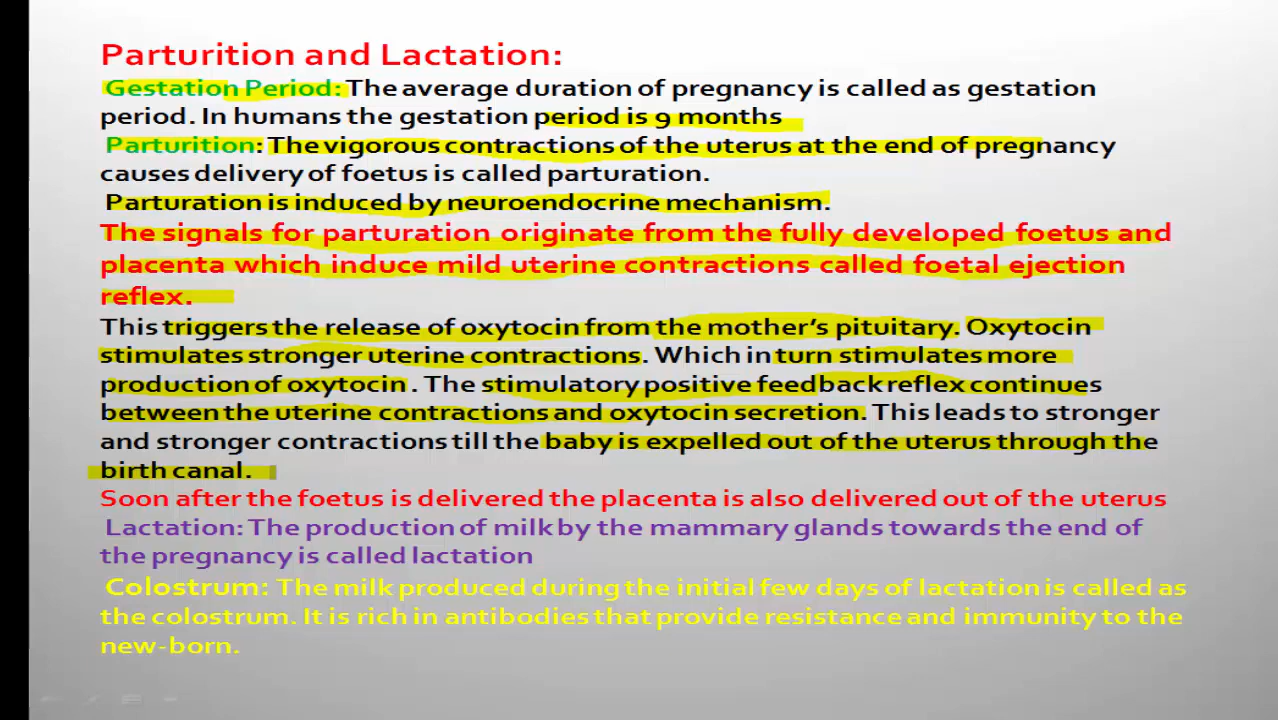 Parturition and Lactation:
Gestation Period: The average duration of pregnancy is called as gestation
period. In humans the gestation period is 9 months
Parturition: The vigorous contractions of the uterus at the end of pregnancy
causes delivery of foetus is called parturation.
Parturation is induced by neuroendocrine mechanism.
The signals for parturation originate from the fully developed foetus and
placenta which induce mild uterine contractions called foetal ejection
reflex.
This triggers the release of oxytocin from the mother's pituitary. Oxytocin
stimulates stronger uterine contractions. Which in turn stimulates more
production of oxytocin . The stimulatory positive feedback reflex continues
between the uterine contractions and oxytocin secretion. This leads to stronger
and stronger contractions till the baby is expelled out of the uterus through the
birth canal.
Soon after the foetus is delivered the placenta is also delivered out of the uterus
Lactation: The production of milk by the mammary glands towards the end of
the pregnancy is called lactation
Colostrum: The milk produced during the initial few days of lactation is called as
the colostrum. It is rich in antibodies that provide resistance and immunity to the
new-born.